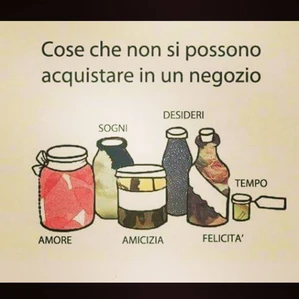 Cose che non si possono
acquistare in un negozio
DESIDERI
SOGNI
TEMPO
AMORE
AMICIZIA
FELICITA'